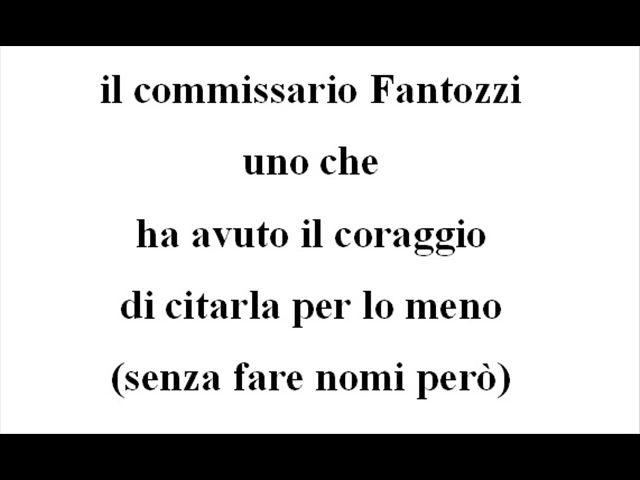 il commissario Fantozzi
uno che
ha avuto il coraggio
di citarla per lo meno
(senza fare nomi però)